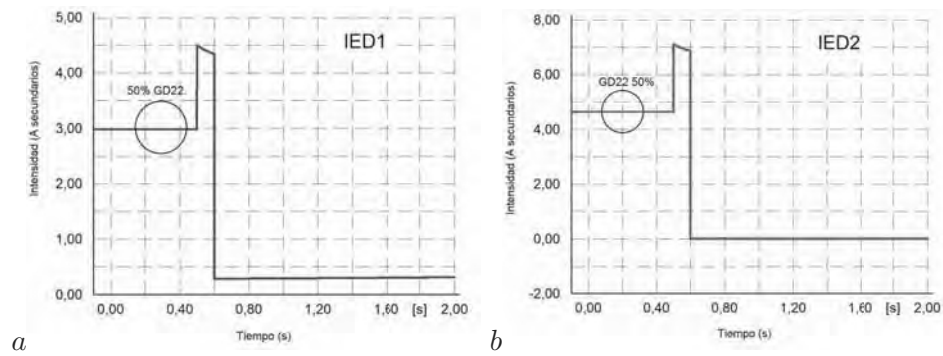 IED1
50% GD22
Intensidad (A secundarios)
5,00
4,00
3,00
2,00
1,00
0,00
0,00 0,40 0,80 1,20 1,60 [s] 2,00
Tiempo (s)
a
IED2
GD22 50%
Intensidad (A secundarios)
8,00
6,00
4,00
2,00
0,00
-2,00
0,00 0,40 0,80 1,20 1,60 [s] 2,00
Tiempo (s)
b